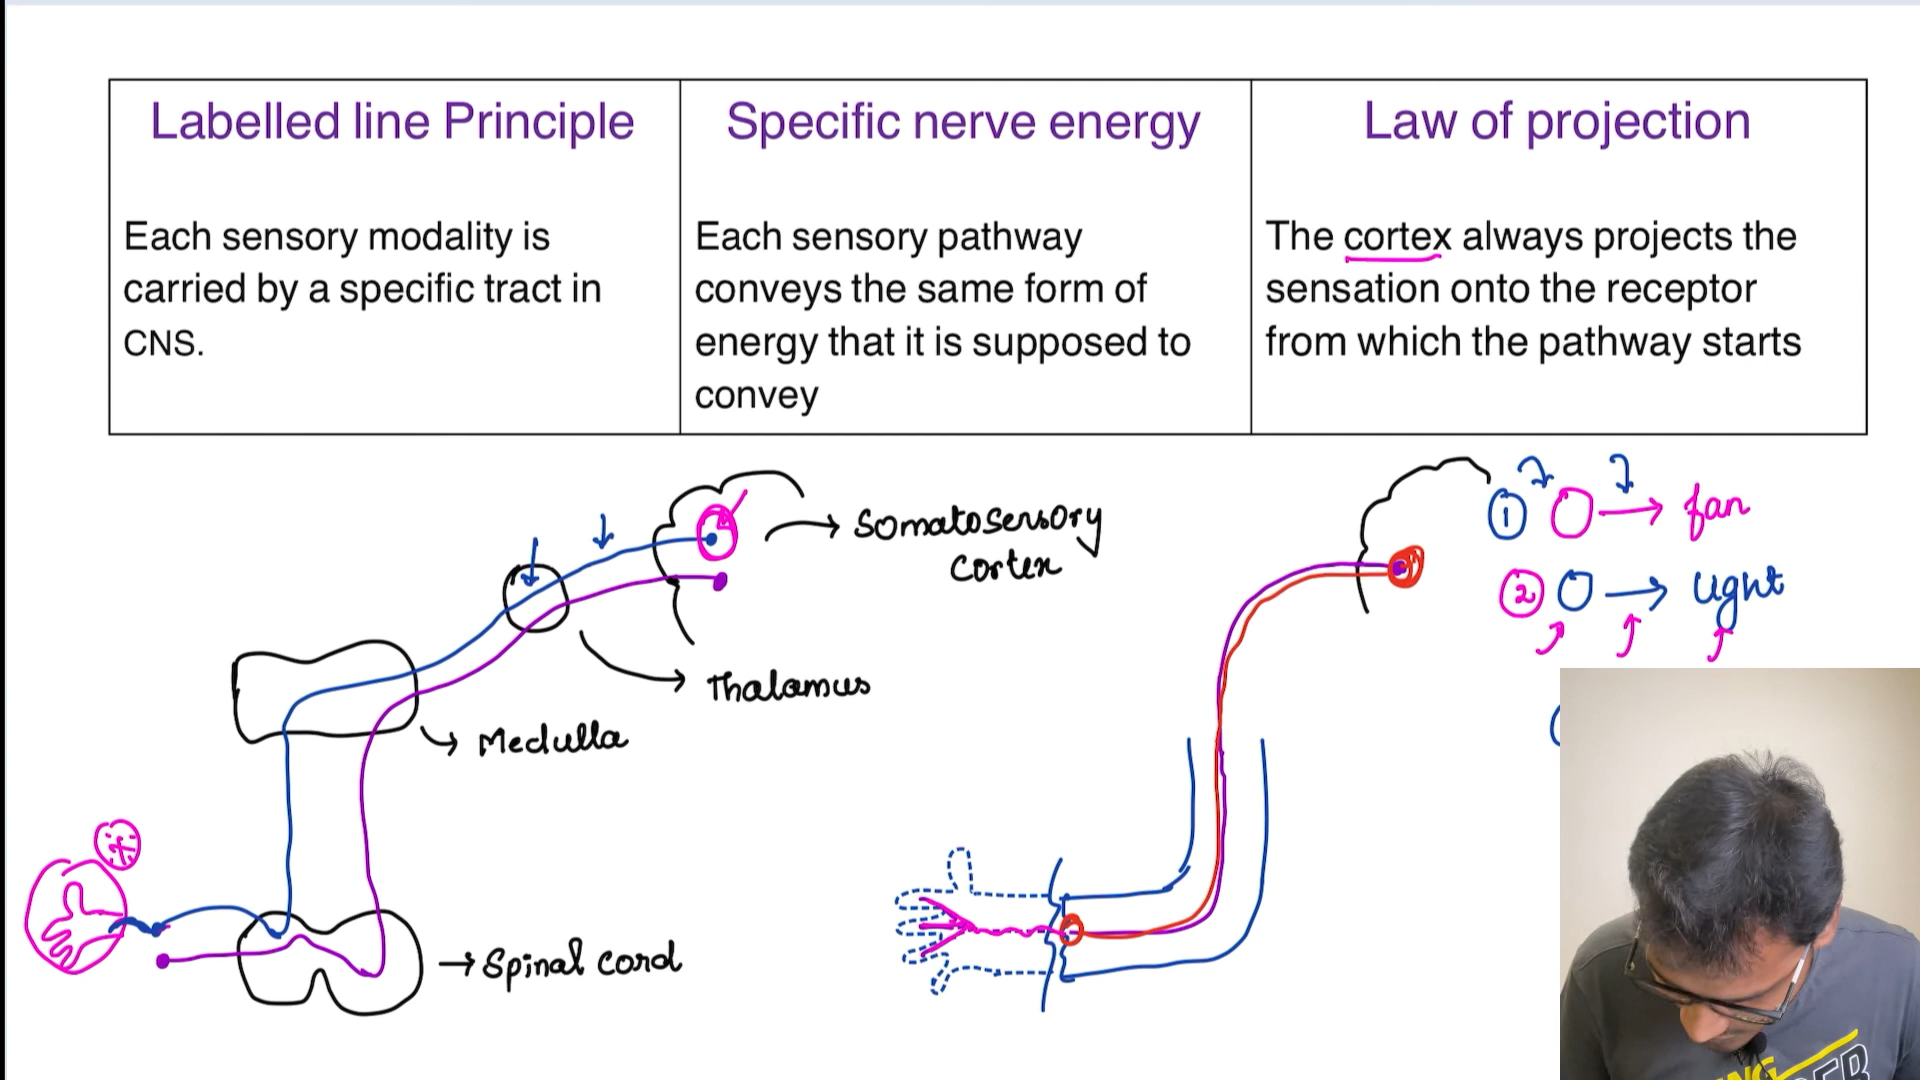 Labelled line Principle
Each sensory modality is
carried by a specific tract in
CNS.
Specific nerve energy
Each sensory pathway
conveys the same form of
energy that it is supposed to
convey
Law of projection
The cortex always projects the
sensation onto the receptor
from which the pathway starts
Somatosensory
Cortex
Thalamus
Medulla
Spinal cord
1 → fan
2 → light